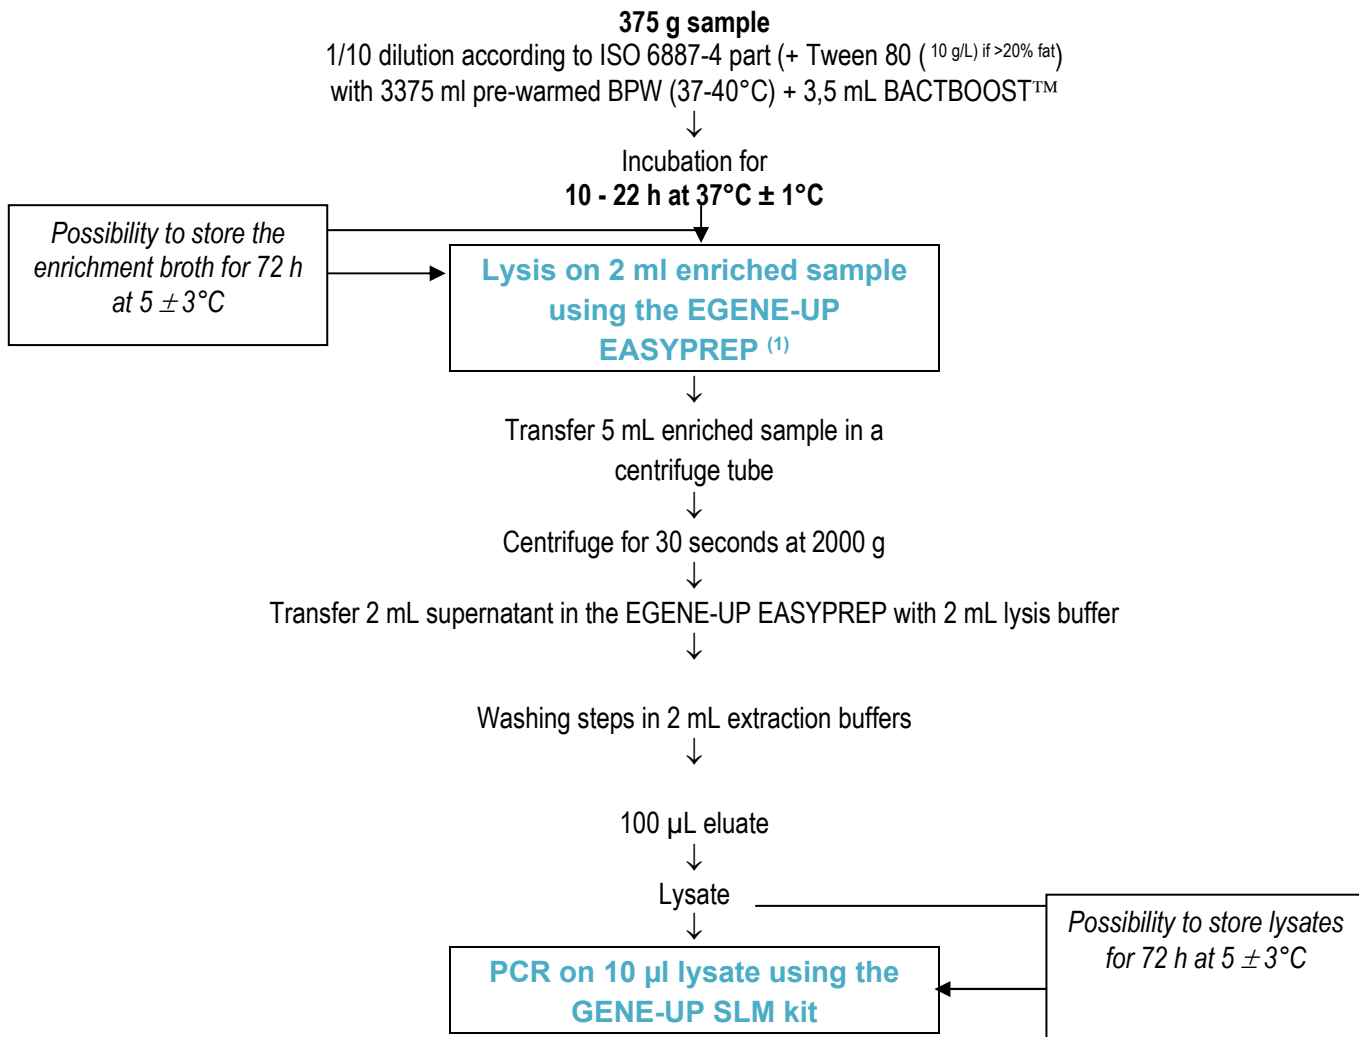 375 g sample
1/10 dilution according to ISO 6887-4 part (+ Tween 80 ( 10 g/L) if >20% fat)
with 3375 ml pre-warmed BPW (37-40°C) + 3,5 mL BACTBOOST™
↓
Incubation for
10 - 22 h at 37°C ± 1°C
Possibility to store the
enrichment broth for 72 h
at 5 ± 3°C
Lysis on 2 ml enriched sample
using the EGENE-UP
EASYPREP (1)
↓
Transfer 5 mL enriched sample in a
centrifuge tube
↓
Centrifuge for 30 seconds at 2000 g
↓
Transfer 2 mL supernatant in the EGENE-UP EASYPREP with 2 mL lysis buffer
↓
Washing steps in 2 mL extraction buffers
↓
100 µL eluate
↓
Lysate
↓
Possibility to store lysates
for 72 h at 5 ± 3°C
PCR on 10 µl lysate using the
GENE-UP SLM kit